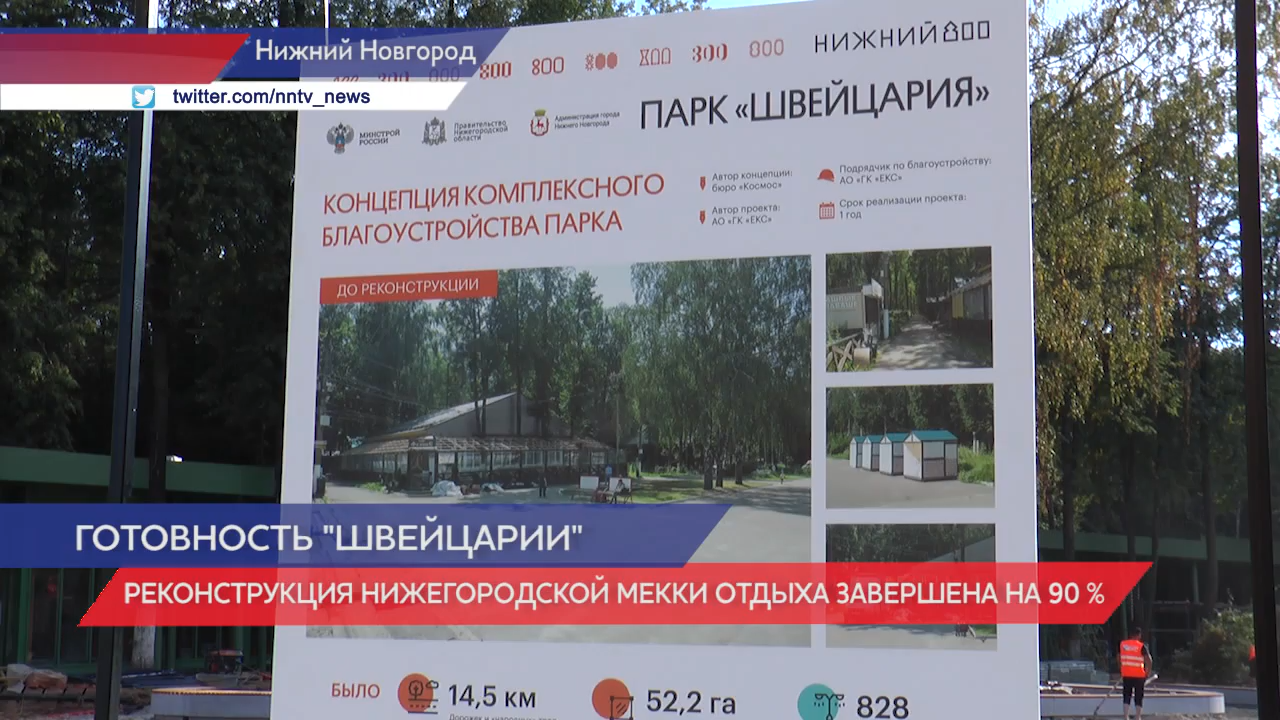 Нижний Новгород
twitter.com/nntv_news
300 800 300 800 300 800
НИЖНИЙ 800
МИНСТРОЙ
РОССИИ
Правительство
Нижегородской
области
Администрация города
Нижнего Новгорода
ПАРК «ШВЕЙЦАРИЯ»
КОНЦЕПЦИЯ КОМПЛЕКСНОГО
БЛАГОУСТРОЙСТВА ПАРКА
Автор концепции:
бюро «Космос»
Автор проекта:
АО «ГК «ЕКС»
Подрядчик по благоустройству:
АО «ГК «ЕКС»
Срок реализации проекта:
1 год
ДО РЕКОНСТРУКЦИИ
ГОТОВНОСТЬ "ШВЕЙЦАРИИ"
РЕКОНСТРУКЦИЯ НИЖЕГОРОДСКОЙ МЕККИ ОТДЫХА ЗАВЕРШЕНА НА 90 %
БЫЛО
14,5 км
52,2 га
828